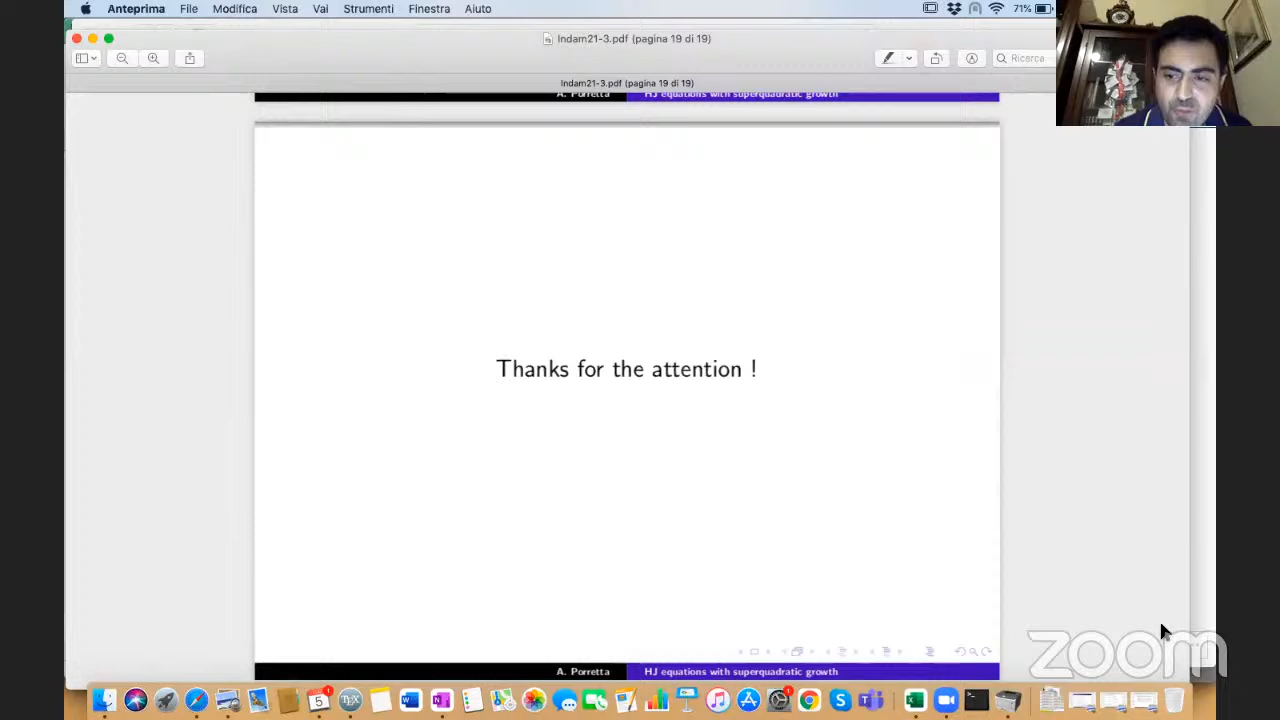 Anteprima File Modifica Vista Vai Strumenti Finestra Aiuto 71%
Indam21-3.pdf (pagina 19 di 19)
Ricerca
Indam21-3.pdf (pagina 19 di 19)
A. Porretta HJ equations with superquadratic growth
Thanks for the attention !
A. Porretta HJ equations with superquadratic growth
zoom